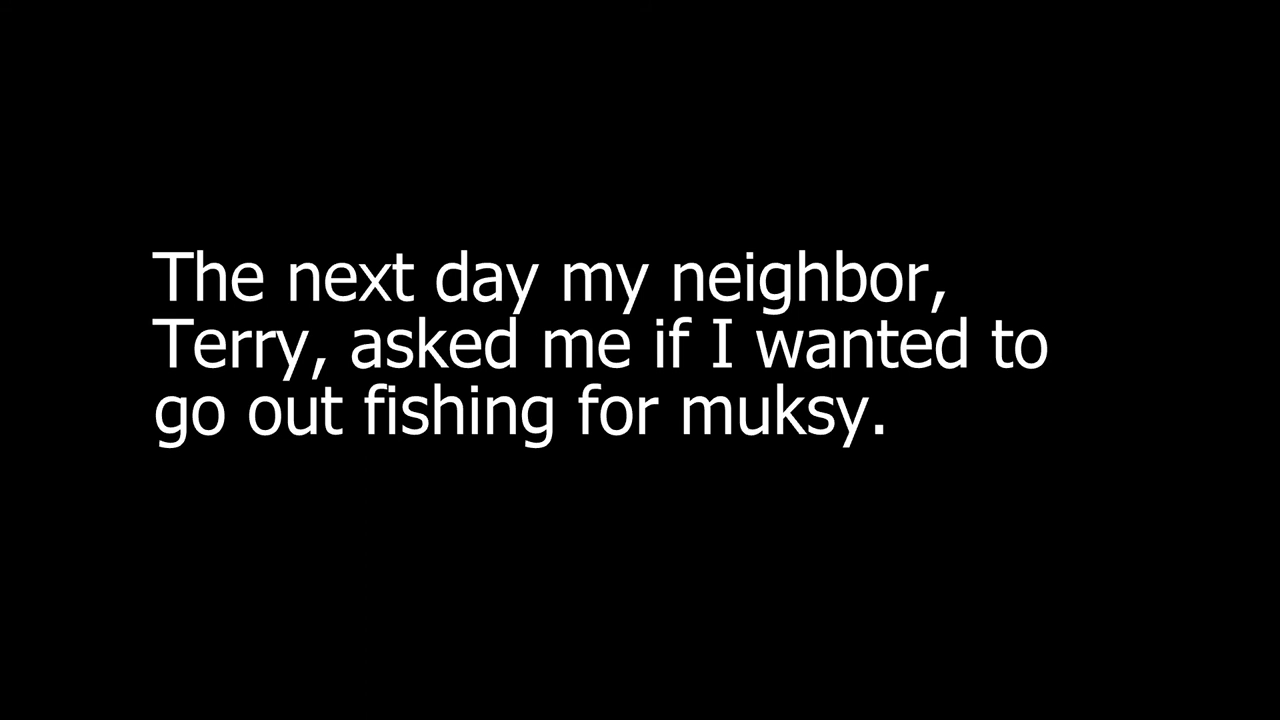 The next day my neighbor,
Terry, asked me if I wanted to
go out fishing for muksy.